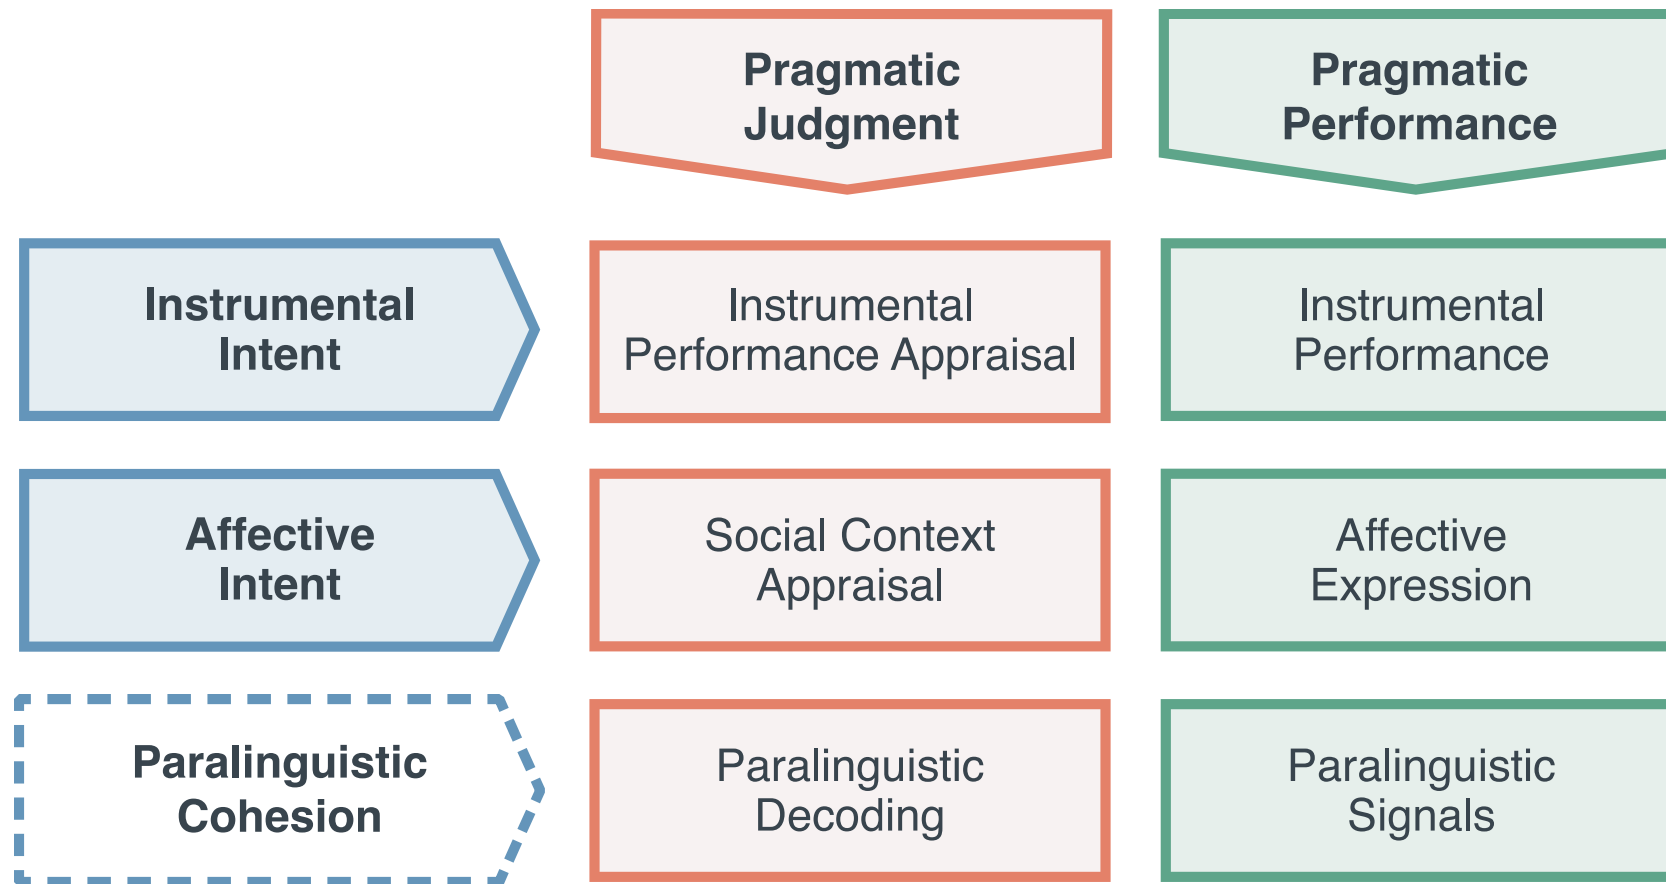 Pragmatic
Judgment
Pragmatic
Performance
Instrumental
Intent
Instrumental
Performance Appraisal
Instrumental
Performance
Affective
Intent
Social Context
Appraisal
Affective
Expression
Paralinguistic
Cohesion
Paralinguistic
Decoding
Paralinguistic
Signals